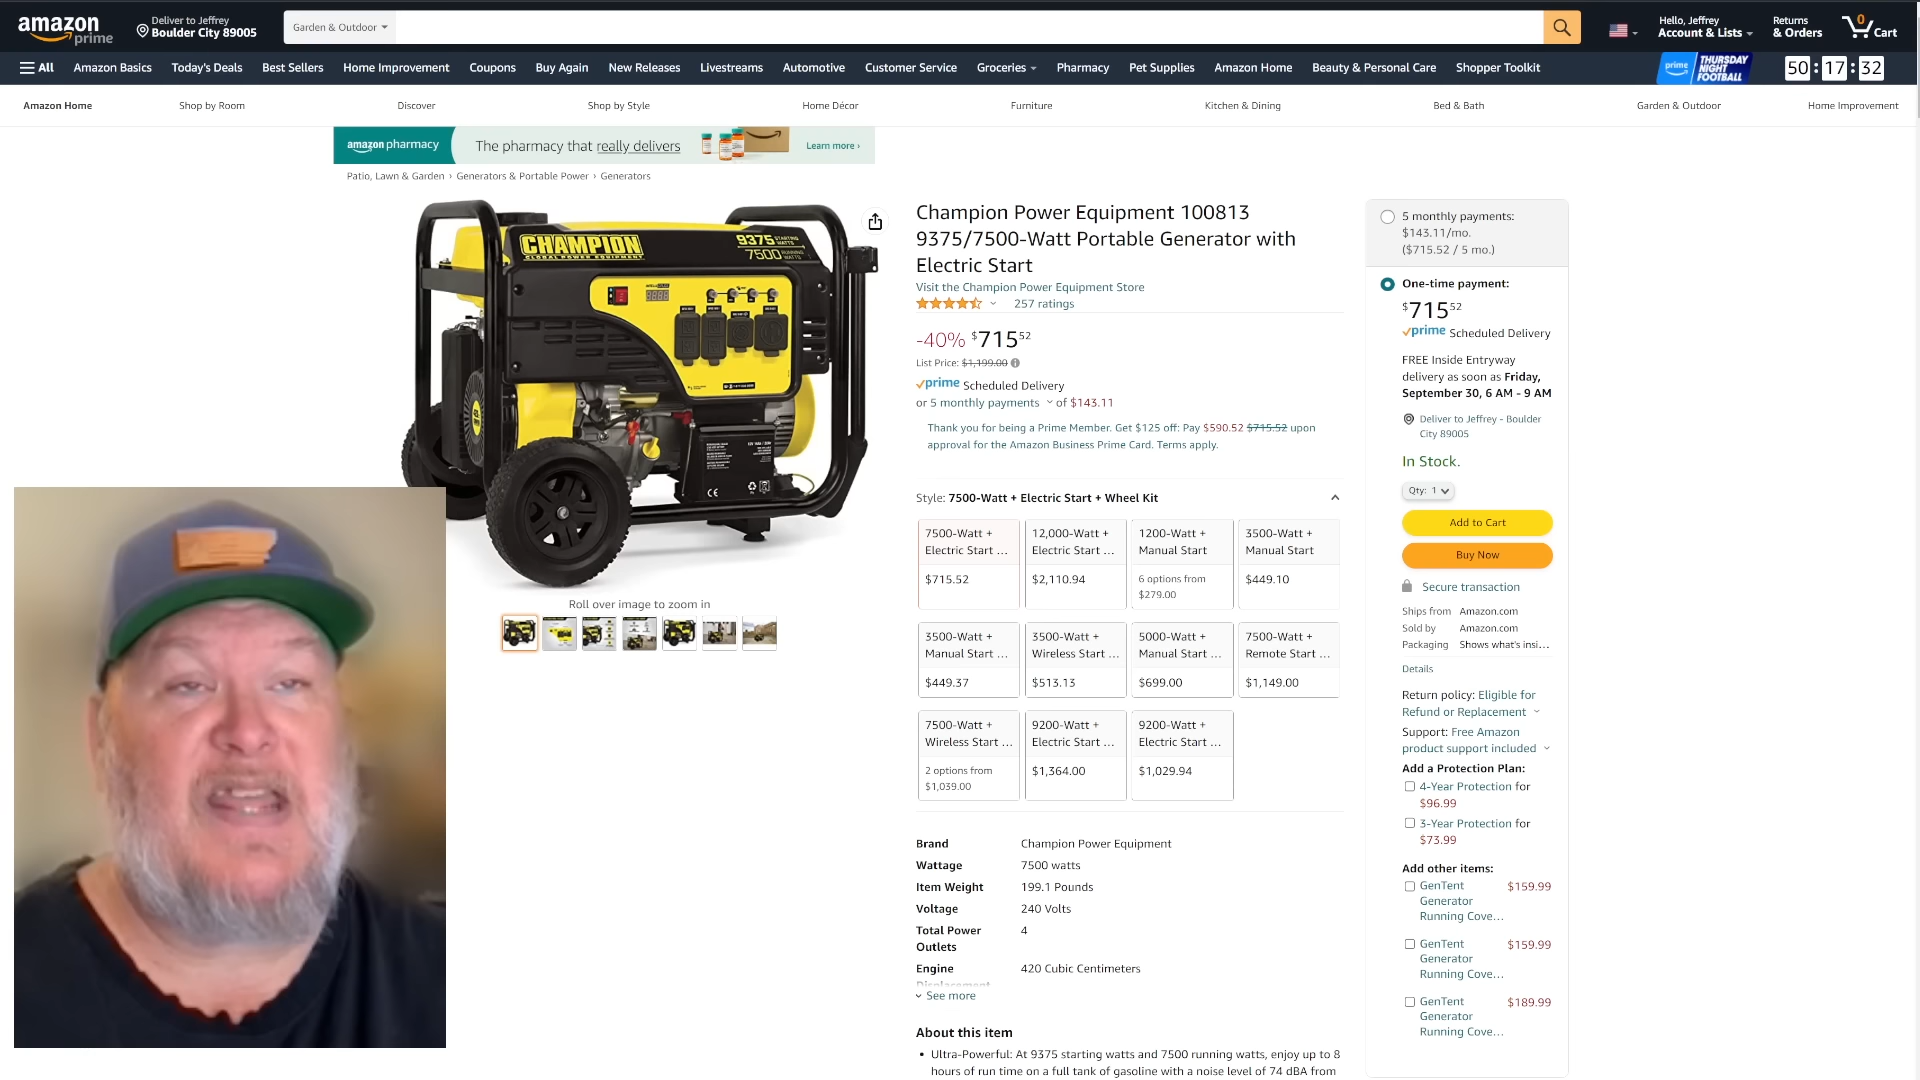 amazon
prime
Deliver to Jeffrey
Boulder City 89005
Garden & Outdoor
Hello, Jeffrey
Account & Lists
Returns
& Orders
0
Cart
All
Amazon Basics
Today's Deals
Best Sellers
Home Improvement
Coupons
Buy Again
New Releases
Livestreams
Automotive
Customer Service
Groceries
Pharmacy
Pet Supplies
Amazon Home
Beauty & Personal Care
Shopper Toolkit
prime
THURSDAY
NIGHT
FOOTBALL
50 : 17 : 32
Amazon Home
Shop by Room
Discover
Shop by Style
Home Décor
Furniture
Kitchen & Dining
Bed & Bath
Garden & Outdoor
Home Improvement
amazon pharmacy
The pharmacy that really delivers
Learn more ›
Patio, Lawn & Garden › Generators & Portable Power › Generators
CHAMPION
GLOBAL POWER EQUIPMENT
9375 STARTING WATTS
7500 RUNNING WATTS
CE
Roll over image to zoom in
Champion Power Equipment 100813
9375/7500-Watt Portable Generator with
Electric Start
Visit the Champion Power Equipment Store
257 ratings
-40% $715 52
List Price: $1,199.00
prime Scheduled Delivery
or 5 monthly payments of $143.11
Thank you for being a Prime Member. Get $125 off: Pay $590.52 $715.52 upon
approval for the Amazon Business Prime Card. Terms apply.
Style: 7500-Watt + Electric Start + Wheel Kit
7500-Watt +
Electric Start ...
$715.52
12,000-Watt +
Electric Start ...
$2,110.94
1200-Watt +
Manual Start
6 options from
$279.00
3500-Watt +
Manual Start
$449.10
3500-Watt +
Manual Start ...
$449.37
3500-Watt +
Wireless Start ...
$513.13
5000-Watt +
Manual Start ...
$699.00
7500-Watt +
Remote Start ...
$1,149.00
7500-Watt +
Wireless Start ...
2 options from
$1,039.00
9200-Watt +
Electric Start ...
$1,364.00
9200-Watt +
Electric Start ...
$1,029.94
Brand Champion Power Equipment
Wattage 7500 watts
Item Weight 199.1 Pounds
Voltage 240 Volts
Total Power
Outlets 4
Engine 420 Cubic Centimeters
Displacement
See more
About this item
• Ultra-Powerful: At 9375 starting watts and 7500 running watts, enjoy up to 8
hours of run time on a full tank of gasoline with a noise level of 74 dBA from
5 monthly payments:
$143.11/mo.
($715.52 / 5 mo.)
One-time payment:
$715 52
prime Scheduled Delivery
FREE Inside Entryway
delivery as soon as Friday,
September 30, 6 AM - 9 AM
Deliver to Jeffrey - Boulder
City 89005
In Stock.
Qty: 1
Add to Cart
Buy Now
Secure transaction
Ships from Amazon.com
Sold by Amazon.com
Packaging Shows what's insi...
Details
Return policy: Eligible for
Refund or Replacement
Support: Free Amazon
product support included
Add a Protection Plan:
4-Year Protection for
$96.99
3-Year Protection for
$73.99
Add other items:
GenTent $159.99
Generator
Running Cove...
GenTent $159.99
Generator
Running Cove...
GenTent $189.99
Generator
Running Cove...